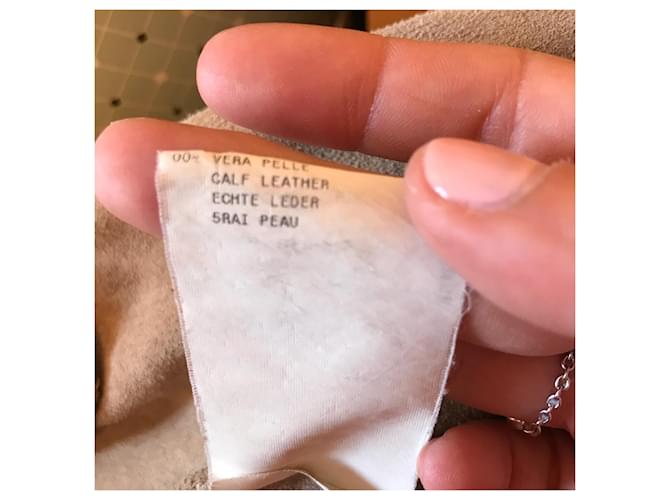 00% VERA PELLE
CALF LEATHER
ECHTE LEDER
5RAI PEAU